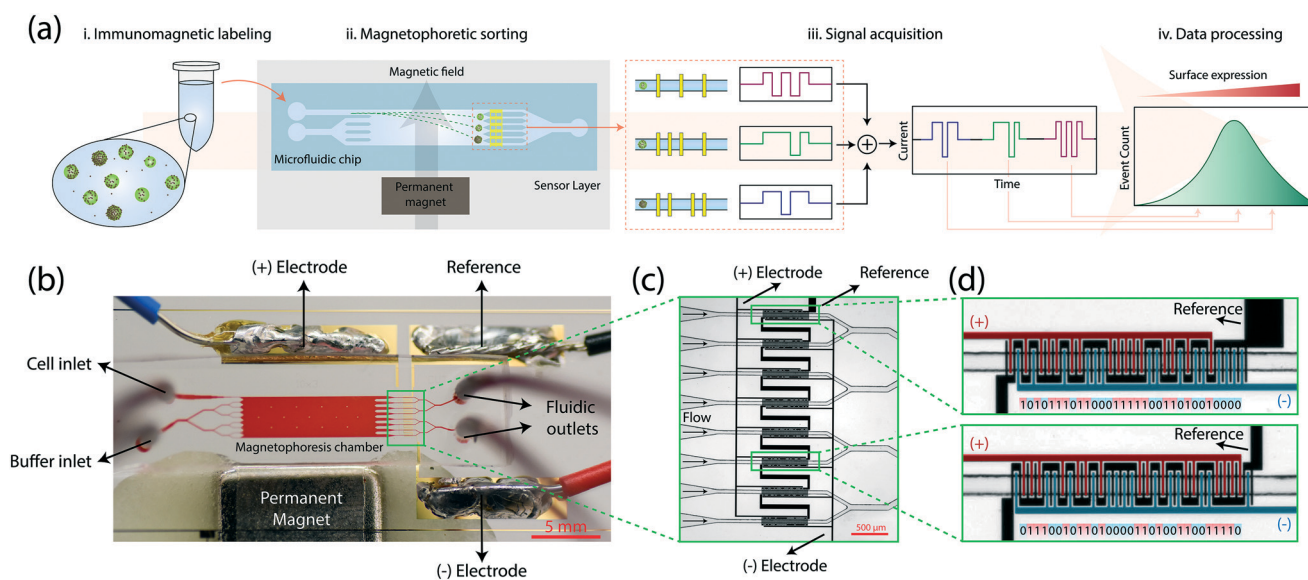 (a)
i. Immunomagnetic labeling
ii. Magnetophoretic sorting
iii. Signal acquisition
iv. Data processing
Magnetic field
Microfluidic chip
Permanent
magnet
Sensor Layer
Current
Time
Surface expression
Event Count
(b)
(+) Electrode
Reference
Cell inlet
Buffer inlet
Magnetophoresis chamber
Fluidic
outlets
Permanent
Magnet
5 mm
(-) Electrode
(c)
(+) Electrode
Reference
Flow
500 μm
(-) Electrode
(d)
Reference
(+)
(-)
1010111011000111110011010010000
Reference
(+)
(-)
0111001101101000011010011001110